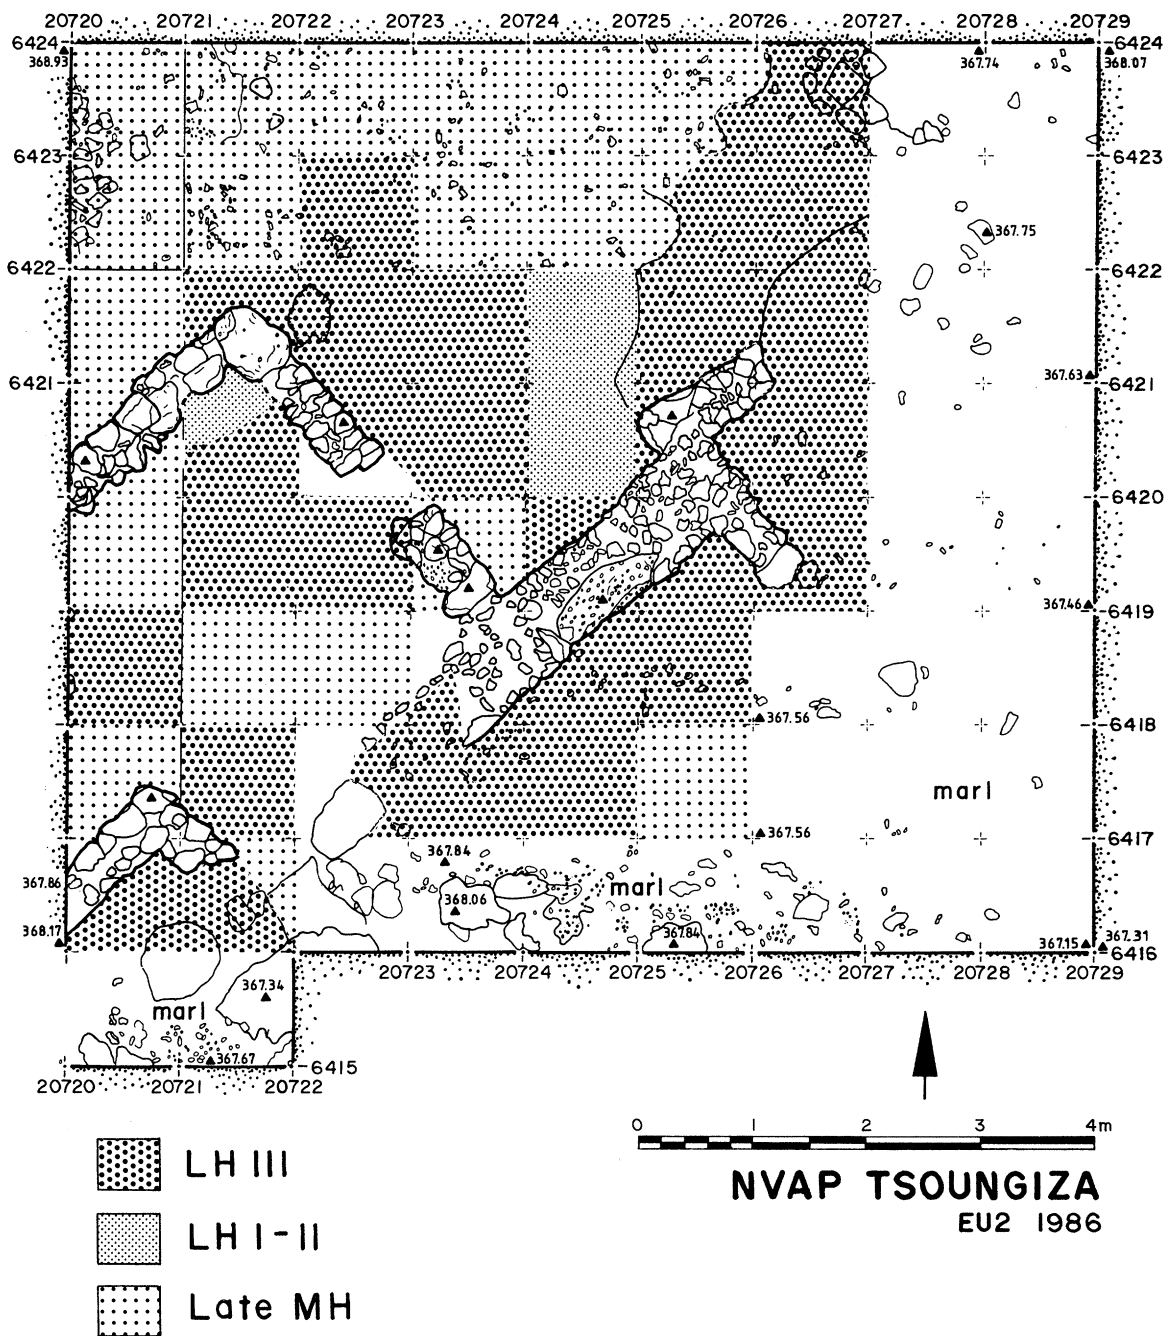 20720 20721 20722 20723 20724 20725 20726 20727 20728 20729
6424 6424
368.93 367.74 368.07
6423 6423
367.75
6422 6422
6421 367.63 6421
6420 6420
6419 367.46 6419
6418 367.56 6418
marl
6417 367.56 6417
367.84
367.86 marl
368.06
368.17 367.84 367.15 367.31
6416
20723 20724 20725 20726 20727 20728 20729
367.34
marl
367.67
6415
20720 20721 20722
0 1 2 3 4m
LH III
NVAP TSOUNGIZA
EU2 1986
LH I-II
Late MH